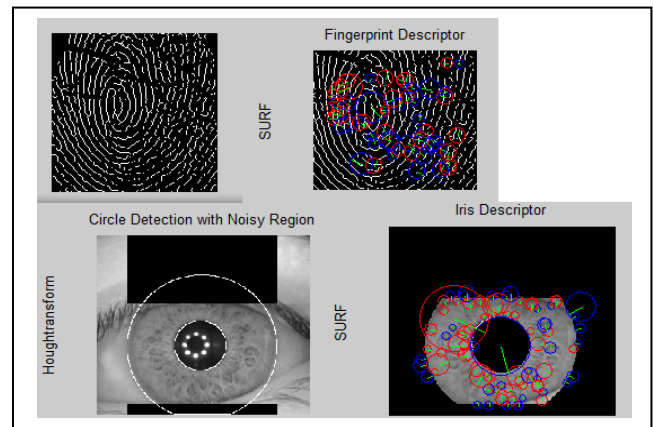 Fingerprint Descriptor
SURF
Circle Detection with Noisy Region
Iris Descriptor
Houghtransform
SURF